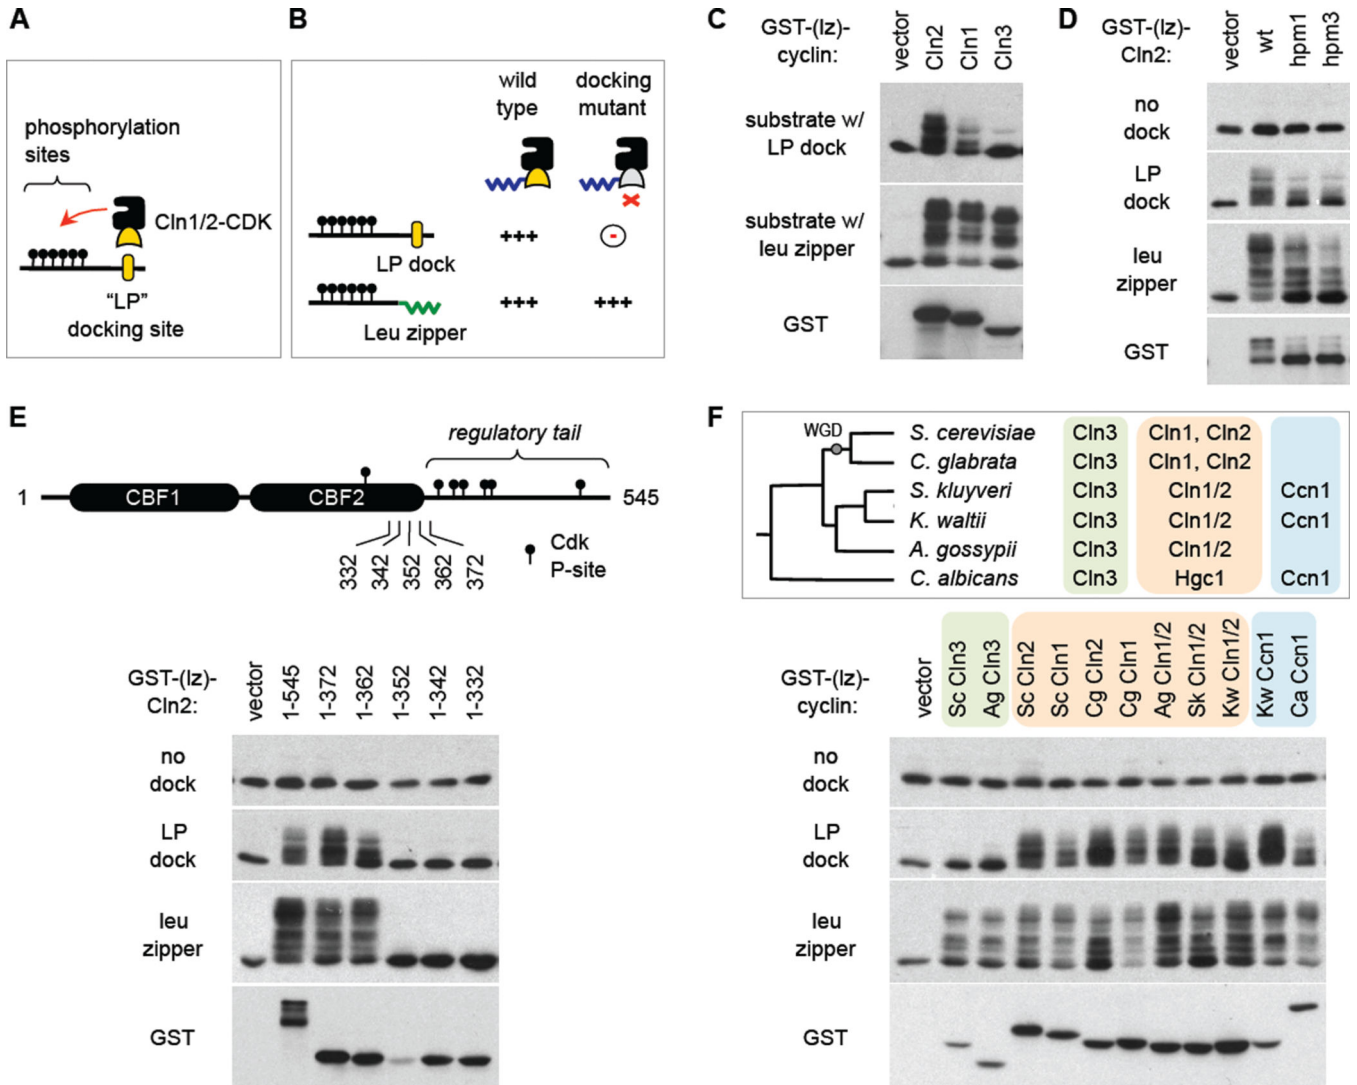 A
phosphorylation
sites
Cln1/2-CDK
"LP"
docking site
B
wild
type
docking
mutant
+++
-
LP dock
+++
+++
Leu zipper
C
GST-(lz)-
cyclin:
vector
Cln2
Cln1
Cln3
substrate w/
LP dock
substrate w/
leu zipper
GST
D
GST-(lz)-
Cln2:
vector
wt
hpm1
hpm3
no
dock
LP
dock
leu
zipper
GST
E
regulatory tail
1
CBF1
CBF2
545
332
342
352
362
372
Cdk
P-site
GST-(lz)-
Cln2:
vector
1-545
1-372
1-362
1-352
1-342
1-332
no
dock
LP
dock
leu
zipper
GST
F
WGD
S. cerevisiae Cln3 Cln1, Cln2
C. glabrata Cln3 Cln1, Cln2
S. kluyveri Cln3 Cln1/2 Ccn1
K. waltii Cln3 Cln1/2 Ccn1
A. gossypii Cln3 Cln1/2
C. albicans Cln3 Hgc1 Ccn1
GST-(lz)-
cyclin:
vector
Sc Cln3
Ag Cln3
Sc Cln2
Sc Cln1
Cg Cln2
Cg Cln1
Ag Cln1/2
Sk Cln1/2
Kw Cln1/2
Kw Ccn1
Ca Ccn1
no
dock
LP
dock
leu
zipper
GST